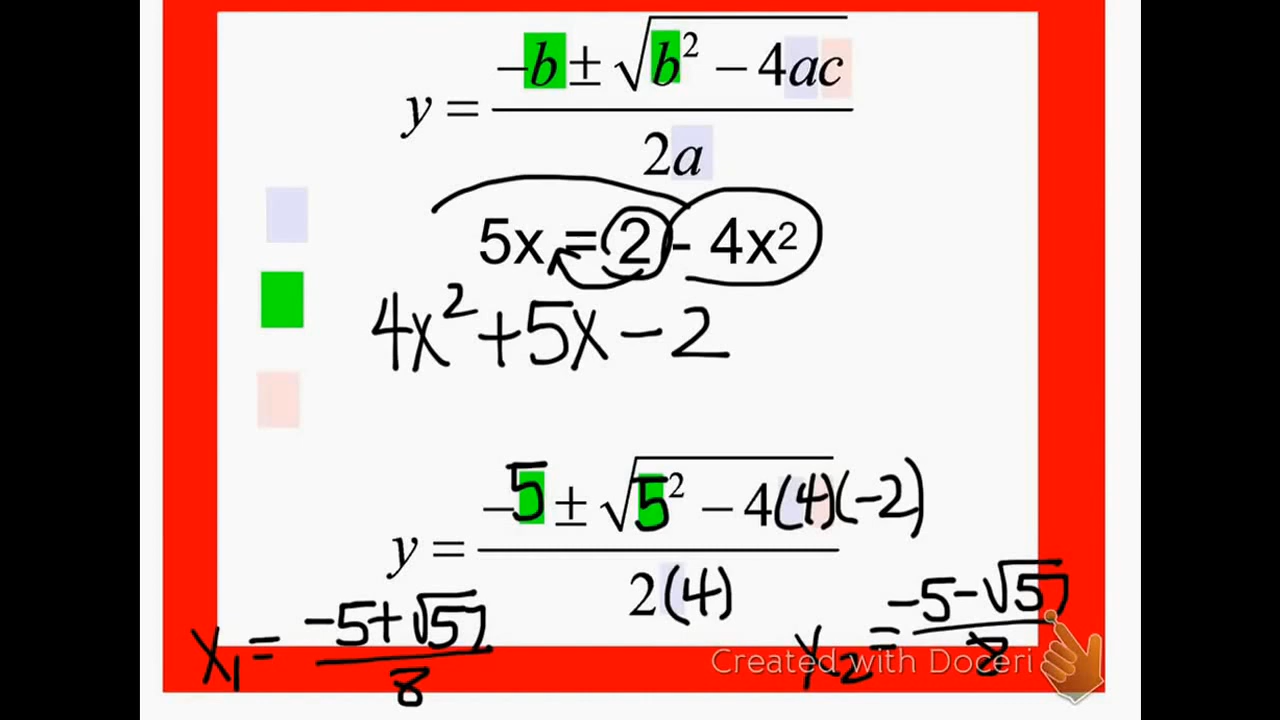 y = −b ± √b² − 4ac
2a
5x = 2 - 4x²
4x² + 5x − 2
y = −5 ± √5² − 4(4)(−2)
2(4)
x₁ = −5 + √57
8
x₂ = −5 − √57
8
Created with Doceri